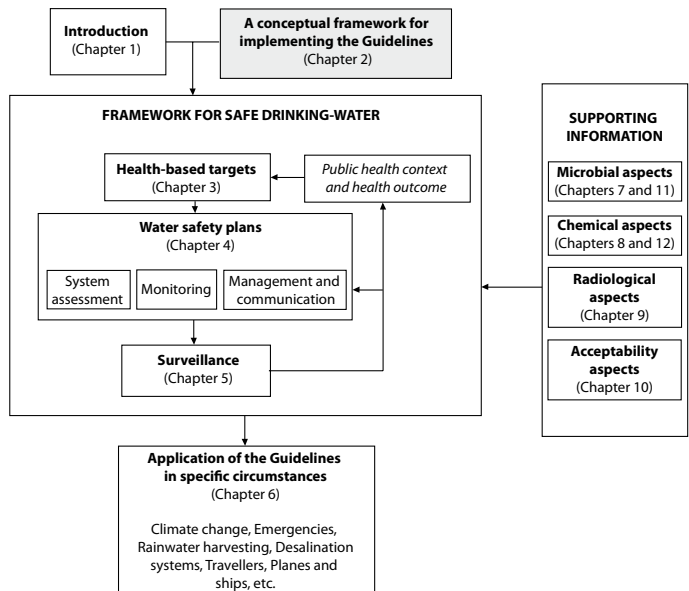 Introduction
(Chapter 1)
A conceptual framework for
implementing the Guidelines
(Chapter 2)
FRAMEWORK FOR SAFE DRINKING-WATER
Health-based targets
(Chapter 3)
Public health context
and health outcome
Water safety plans
(Chapter 4)
System
assessment
Monitoring
Management and
communication
Surveillance
(Chapter 5)
SUPPORTING
INFORMATION
Microbial aspects
(Chapters 7 and 11)
Chemical aspects
(Chapters 8 and 12)
Radiological
aspects
(Chapter 9)
Acceptability
aspects
(Chapter 10)
Application of the Guidelines
in specific circumstances
(Chapter 6)
Climate change, Emergencies,
Rainwater harvesting, Desalination
systems, Travellers, Planes and
ships, etc.